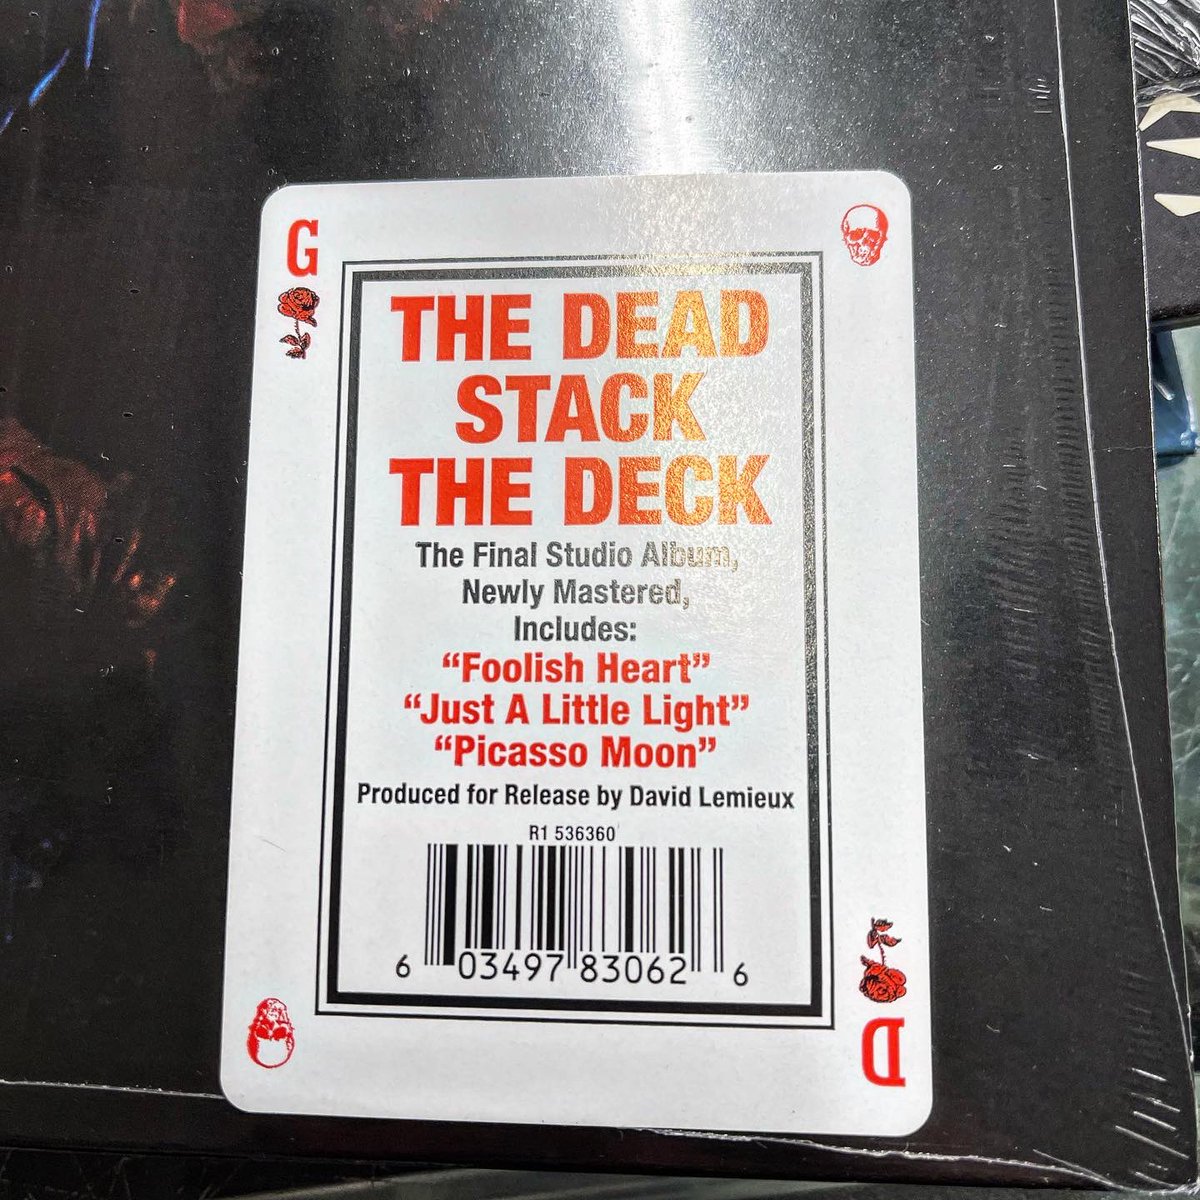 G
THE DEAD
STACK
THE DECK
The Final Studio Album,
Newly Mastered,
Includes:
“Foolish Heart”
“Just A Little Light”
“Picasso Moon”
Produced for Release by David Lemieux
R1 536360
6 03497 83062 6
D